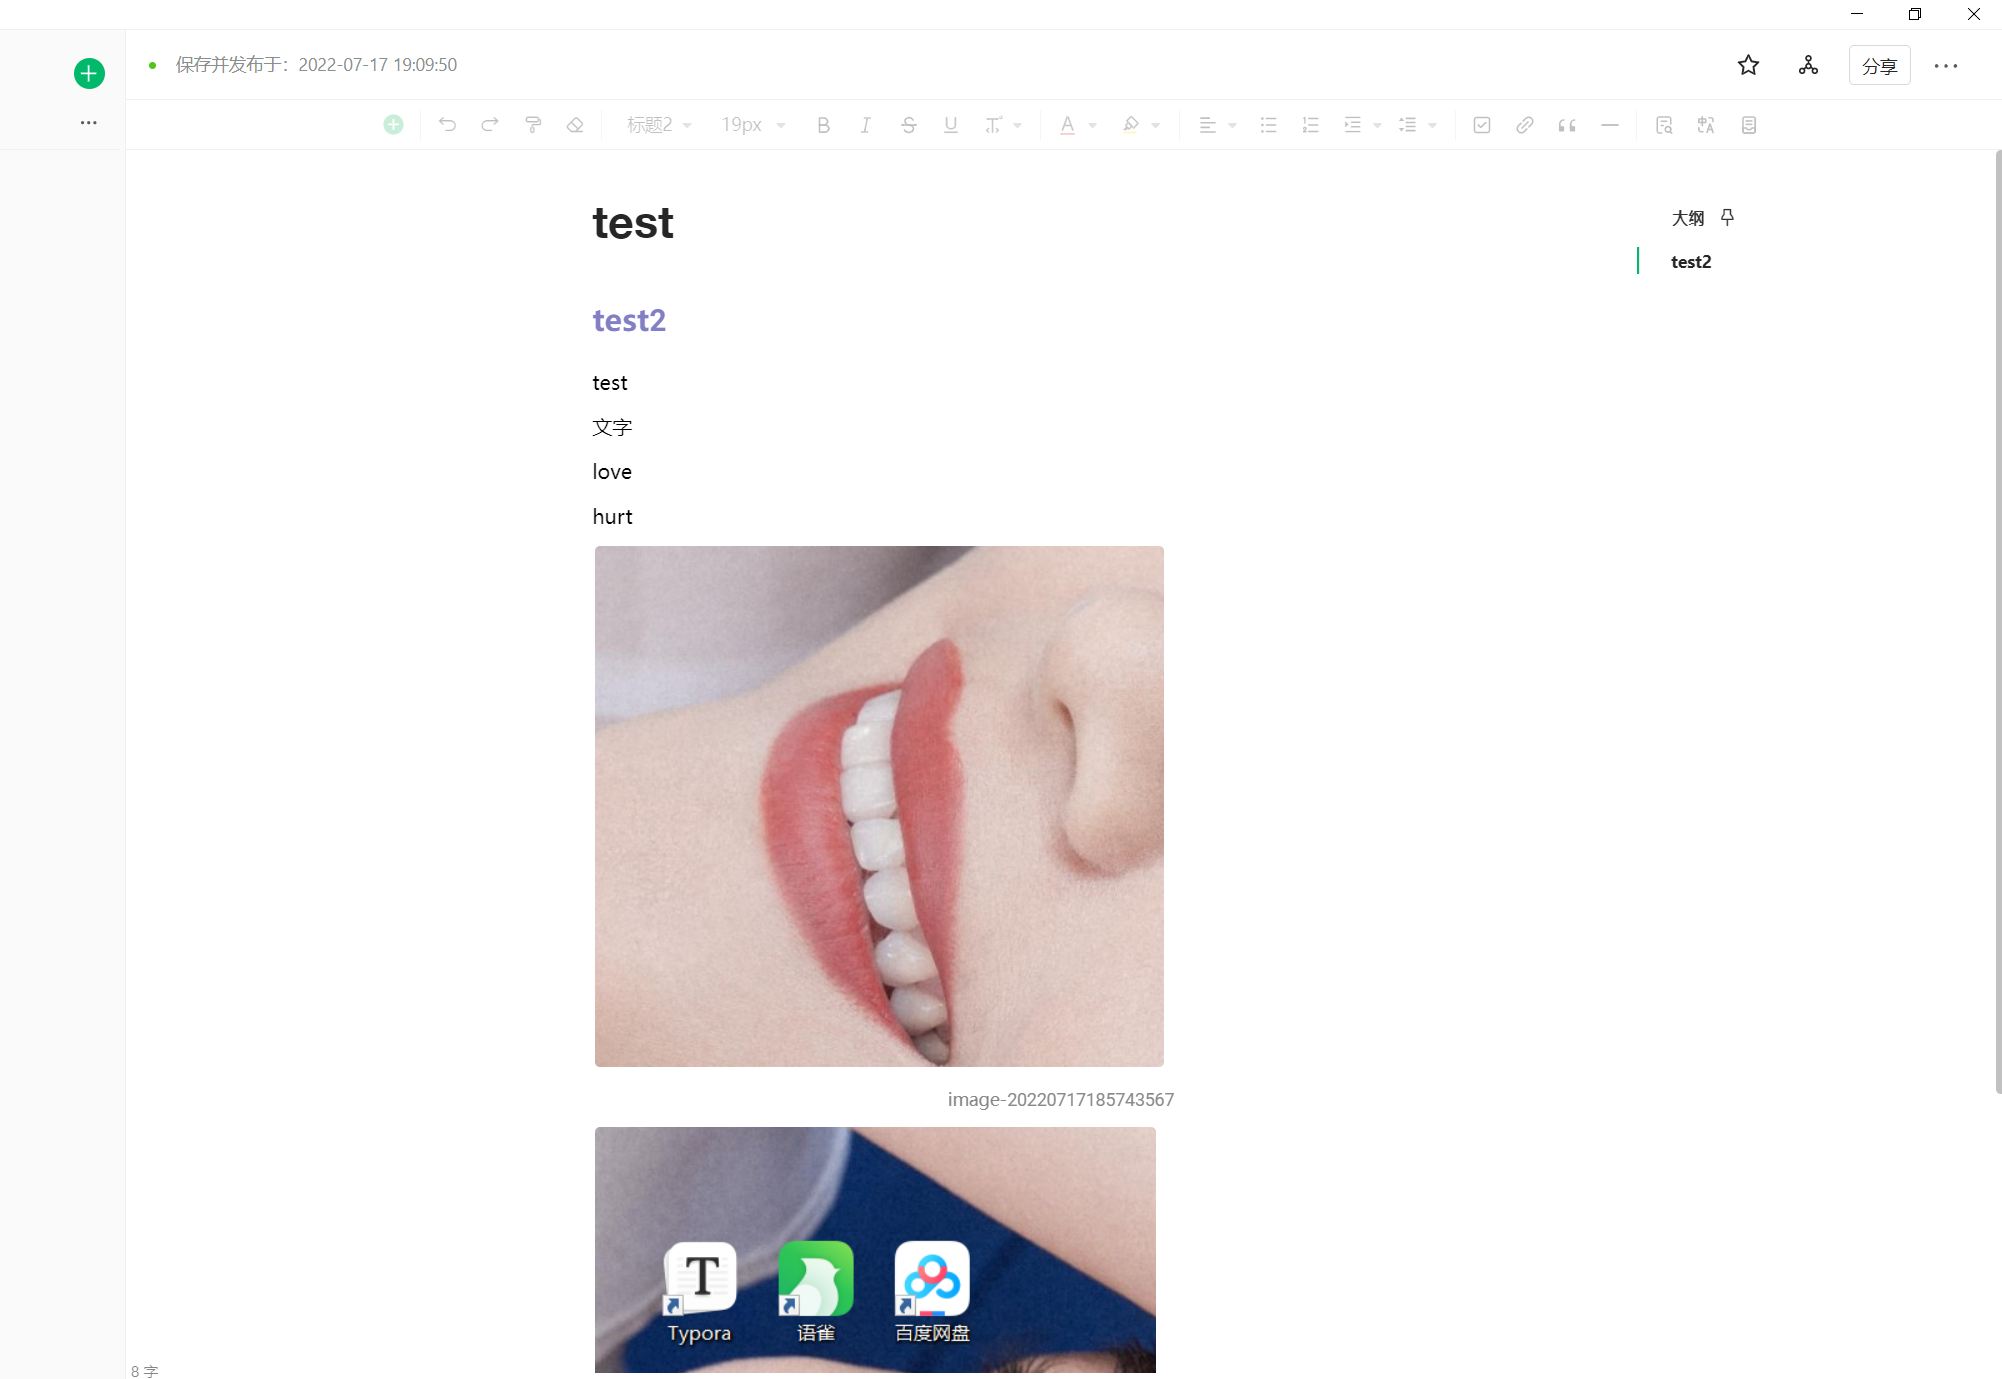 保存并发布于：2022-07-17 19:09:50
分享
标题2 19px
test
大纲
test2
test2
test
文字
love
hurt
image-20220717185743567
Typora 语雀 百度网盘
8 字